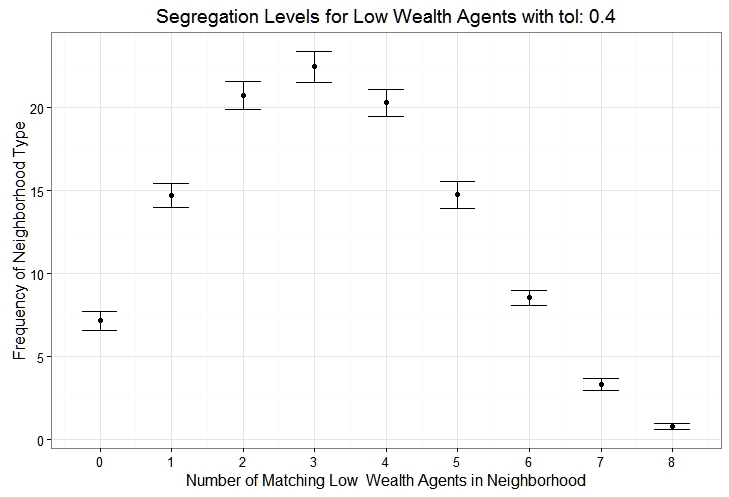 Segregation Levels for Low Wealth Agents with tol: 0.4
Frequency of Neighborhood Type
20
15
10
5
0
0 1 2 3 4 5 6 7 8
Number of Matching Low  Wealth Agents in Neighborhood